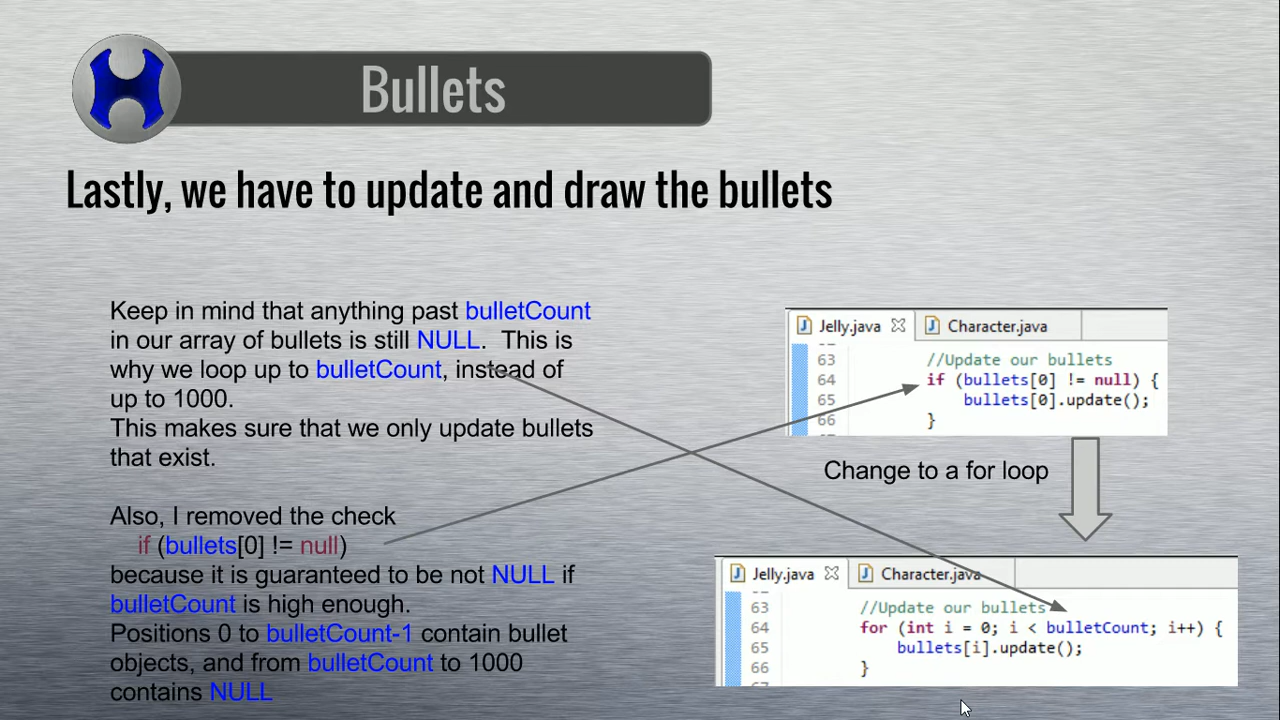 Bullets
Lastly, we have to update and draw the bullets
Keep in mind that anything past bulletCount
in our array of bullets is still NULL. This is
why we loop up to bulletCount, instead of
up to 1000.
This makes sure that we only update bullets
that exist.
Also, I removed the check
if (bullets[0] != null)
because it is guaranteed to be not NULL if
bulletCount is high enough.
Positions 0 to bulletCount-1 contain bullet
objects, and from bulletCount to 1000
contains NULL
Jelly.java Character.java
63 //Update our bullets
64 if (bullets[0] != null) {
65 bullets[0].update();
66 }
Change to a for loop
Jelly.java Character.java
63 //Update our bullets
64 for (int i = 0; i < bulletCount; i++) {
65 bullets[i].update();
66 }